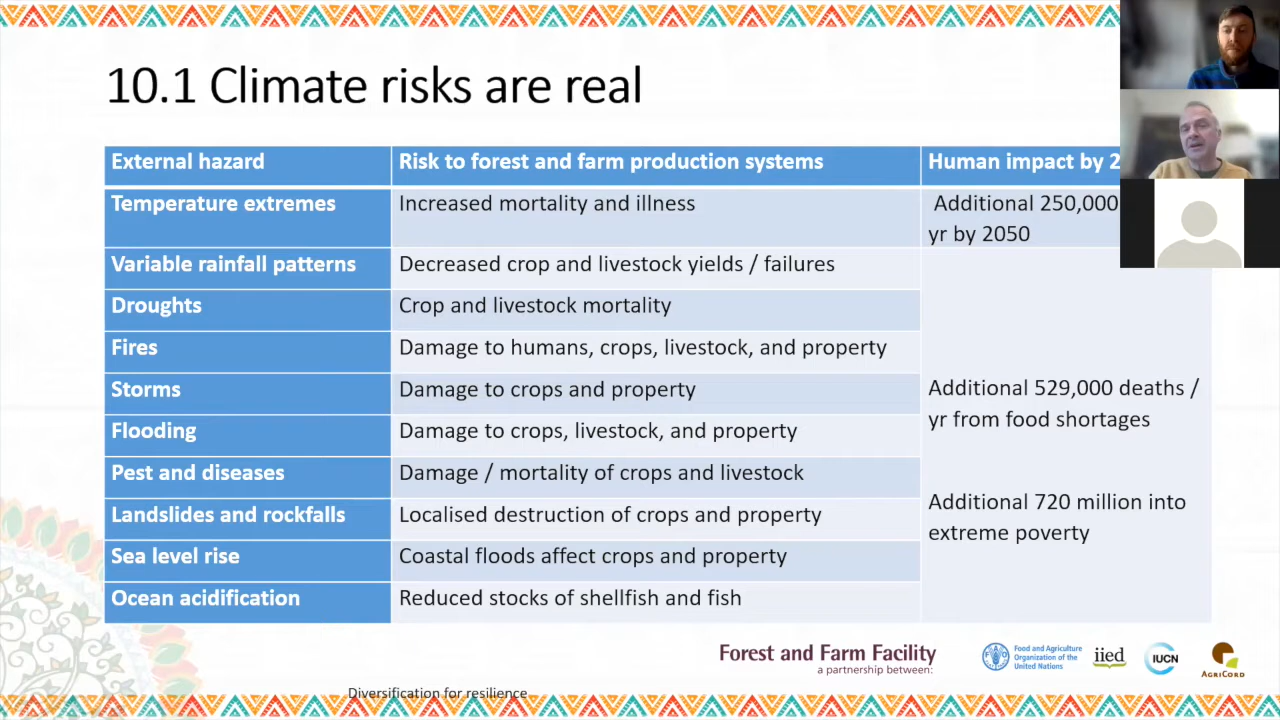 10.1 Climate risks are real
External hazard Risk to forest and farm production systems Human impact by
Temperature extremes Increased mortality and illness Additional 250,000
yr by 2050
Variable rainfall patterns Decreased crop and livestock yields / failures
Droughts Crop and livestock mortality
Fires Damage to humans, crops, livestock, and property
Storms Damage to crops and property
Additional 529,000 deaths /
yr from food shortages
Flooding Damage to crops, livestock, and property
Pest and diseases Damage / mortality of crops and livestock
Additional 720 million into
extreme poverty
Landslides and rockfalls Localised destruction of crops and property
Sea level rise Coastal floods affect crops and property
Ocean acidification Reduced stocks of shellfish and fish
Forest and Farm Facility
a partnership between:
Food and Agriculture
Organization of the
United Nations
iied
IUCN
AGRICORD
Diversification for resilience